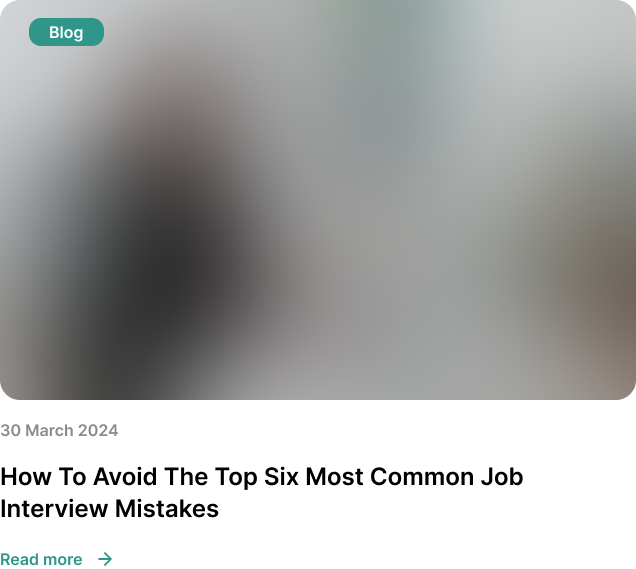 Blog
30 March 2024
How To Avoid The Top Six Most Common Job
Interview Mistakes
Read more